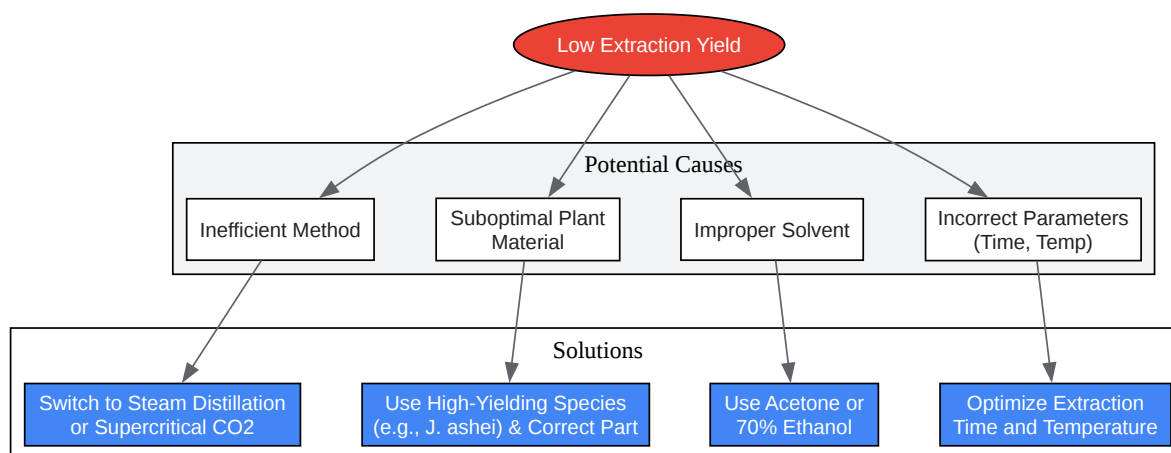 Low Extraction Yield
Potential Causes
Inefficient Method
Suboptimal Plant
Material
Improper Solvent
Incorrect Parameters
(Time, Temp)
Solutions
Switch to Steam Distillation
or Supercritical CO2
Use High-Yielding Species
(e.g., J. ashei) & Correct Part
Use Acetone or
70% Ethanol
Optimize Extraction
Time and Temperature